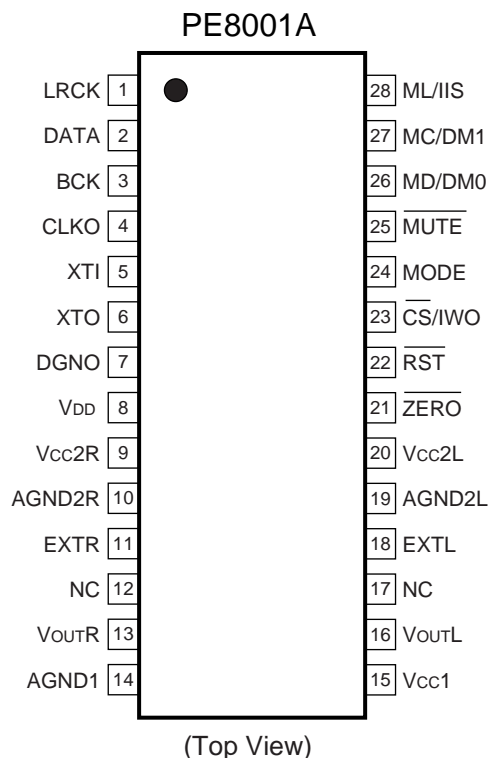 PE8001A
LRCK 1 28 ML/IIS
DATA 2 27 MC/DM1
BCK 3 26 MD/DM0
CLKO 4 25 MUTE
XTI 5 24 MODE
XTO 6 23 CS/IWO
DGNO 7 22 RST
VDD 8 21 ZERO
VCC2R 9 20 VCC2L
AGND2R 10 19 AGND2L
EXTR 11 18 EXTL
NC 12 17 NC
VOUTR 13 16 VOUTL
AGND1 14 15 VCC1
(Top View)